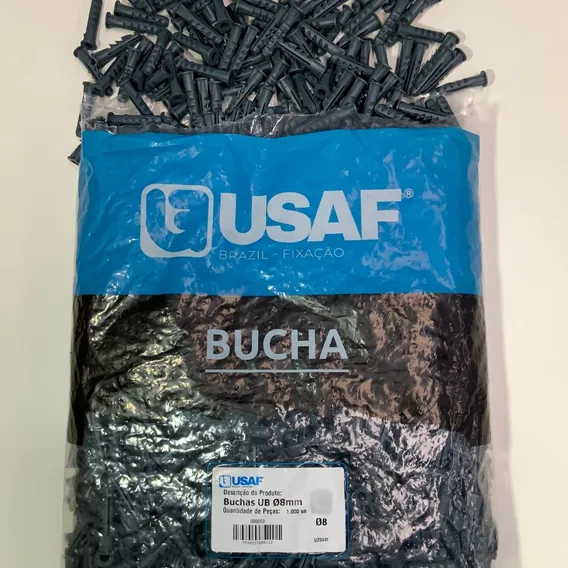 USAF®
BRAZIL - FIXAÇÃO
BUCHA
USAF
Descrição do Produto:
Buchas UB Ø8mm
Quantidade de Peças: 1.000 un
Ø8